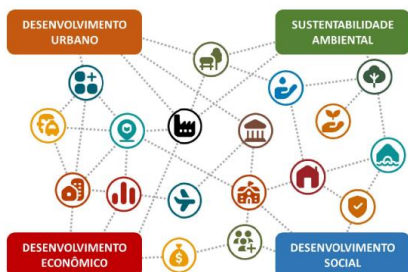 DESENVOLVIMENTO
URBANO
SUSTENTABILIDADE
AMBIENTAL
DESENVOLVIMENTO
ECONÔMICO
DESENVOLVIMENTO
SOCIAL